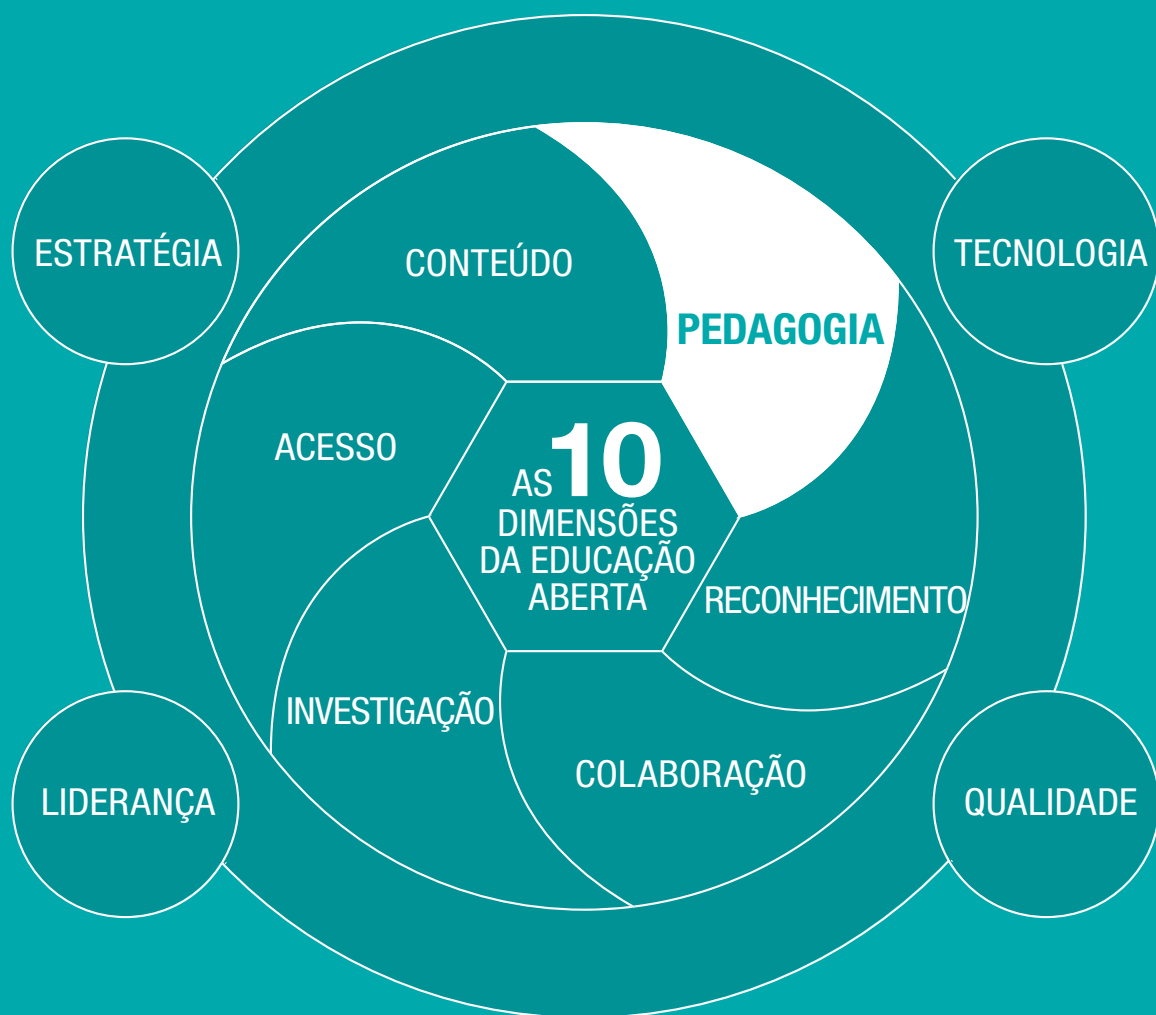 ESTRATÉGIA
TECNOLOGIA
CONTEÚDO
PEDAGOGIA
ACESSO
AS 10
DIMENSÕES
DA EDUCAÇÃO
ABERTA
RECONHECIMENTO
INVESTIGAÇÃO
COLABORAÇÃO
LIDERANÇA
QUALIDADE